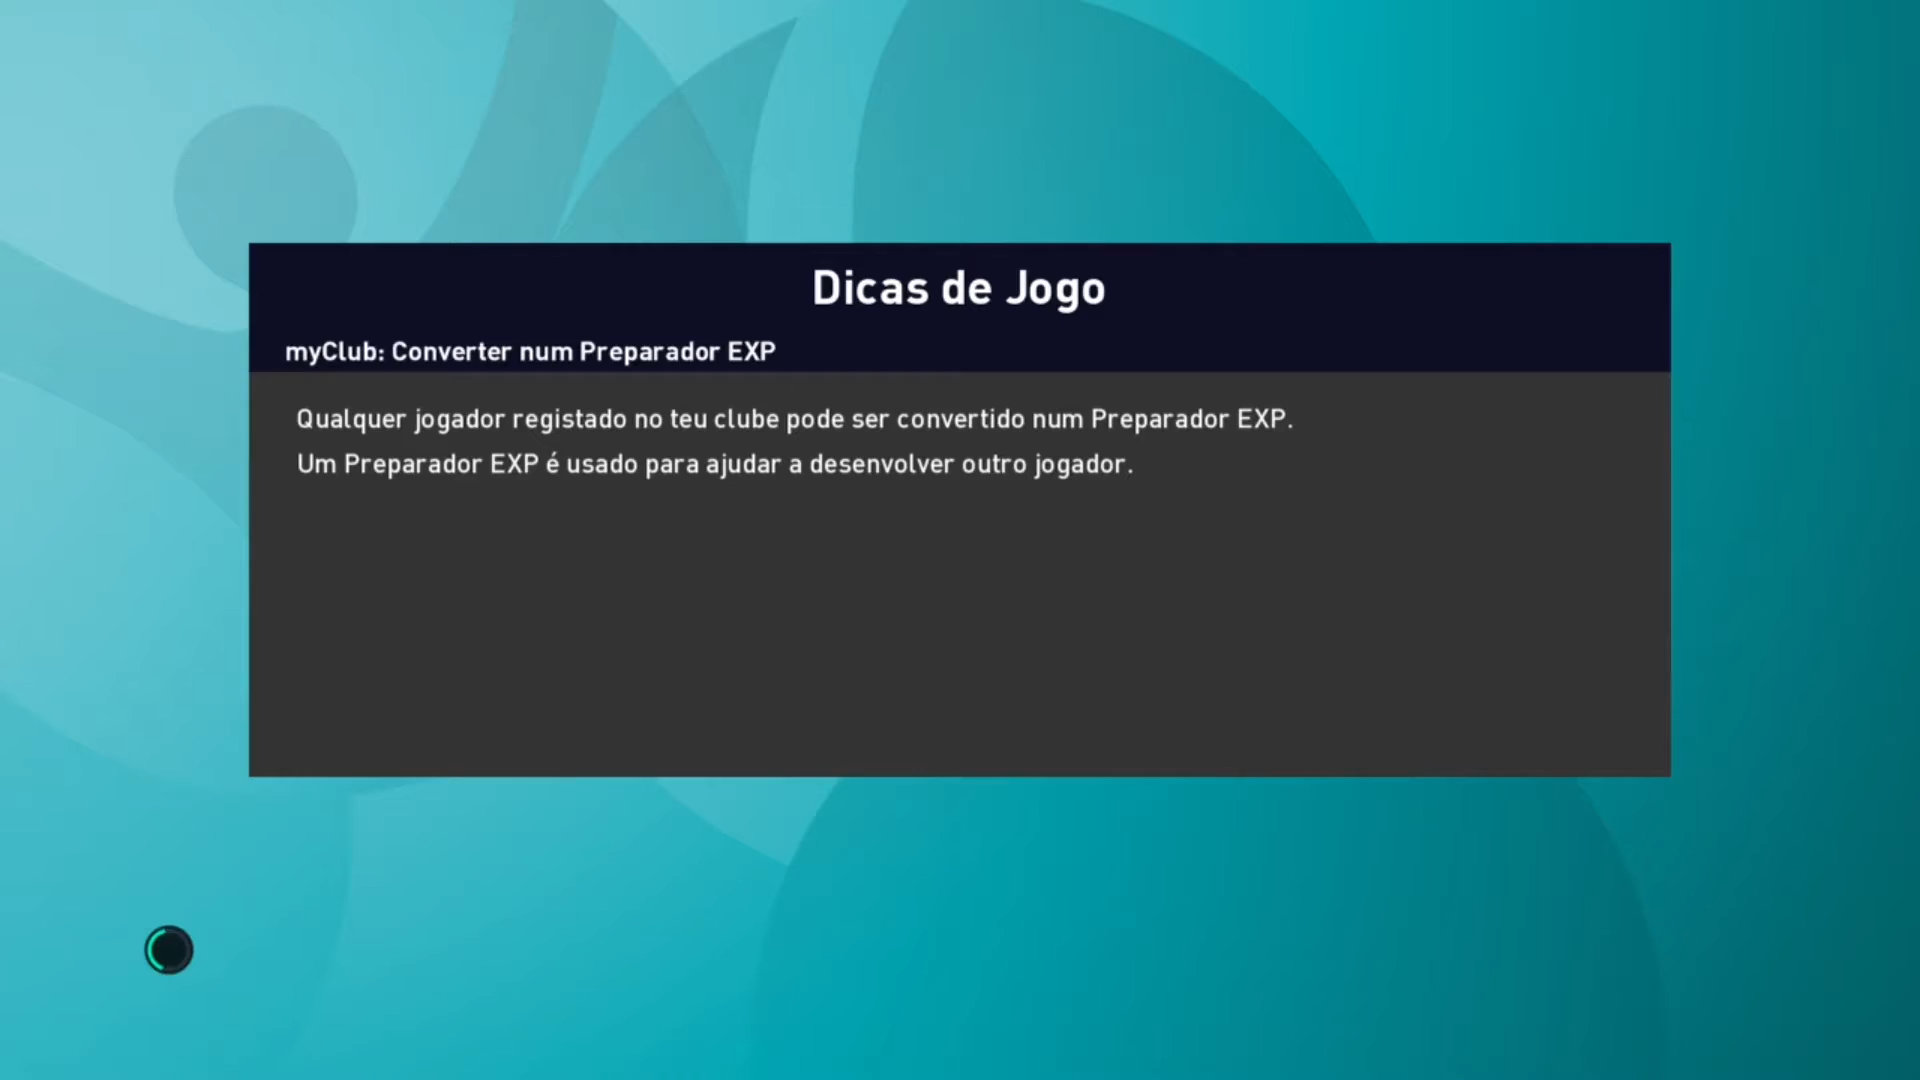 Dicas de Jogo
myClub: Converter num Preparador EXP
Qualquer jogador registado no teu clube pode ser convertido num Preparador EXP.
Um Preparador EXP é usado para ajudar a desenvolver outro jogador.